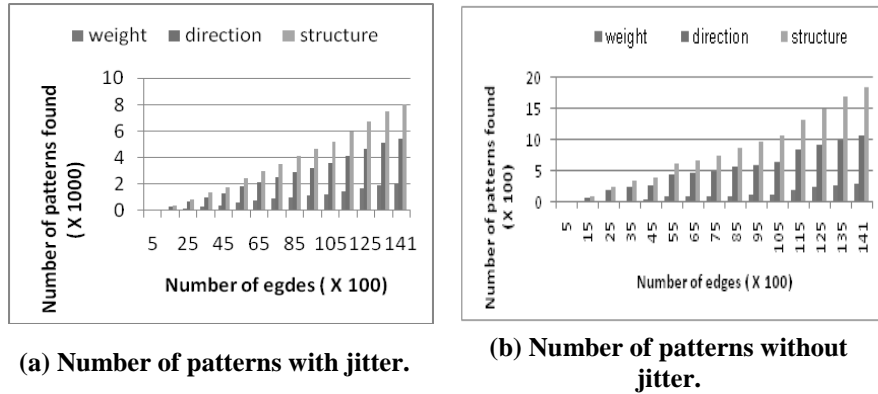 weight direction structure
Number of patterns found
( X 1000)
10
8
6
4
2
0
5 25 45 65 85 105 125 141
Number of egdes ( X 100)
(a) Number of patterns with jitter.
weight direction structure
Number of patterns found
(X 100)
20
15
10
5
0
5 15 25 35 45 55 65 75 85 95 105 115 125 135 141
Number of edges ( X 100)
(b) Number of patterns without
jitter.